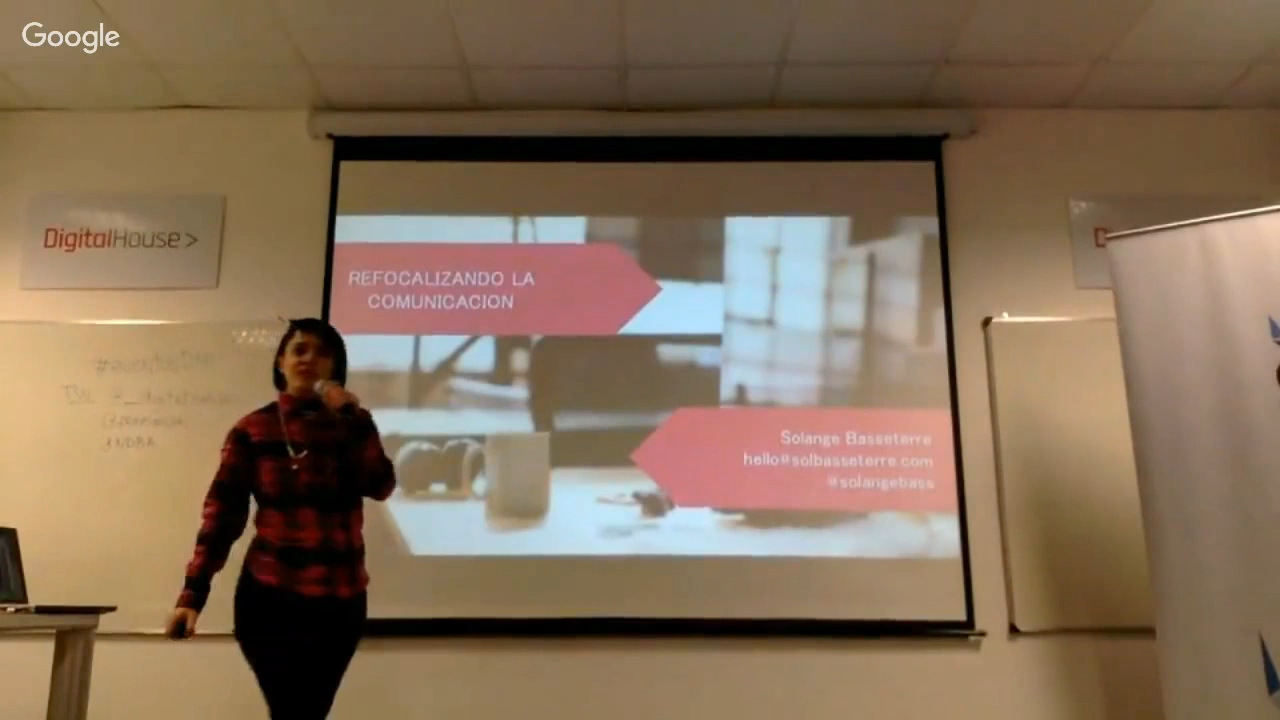 Google
DigitalHouse>
REFOCALIZANDO LA
COMUNICACION
Solange Basseterre
hello@solbasseterre.com
@solangebass